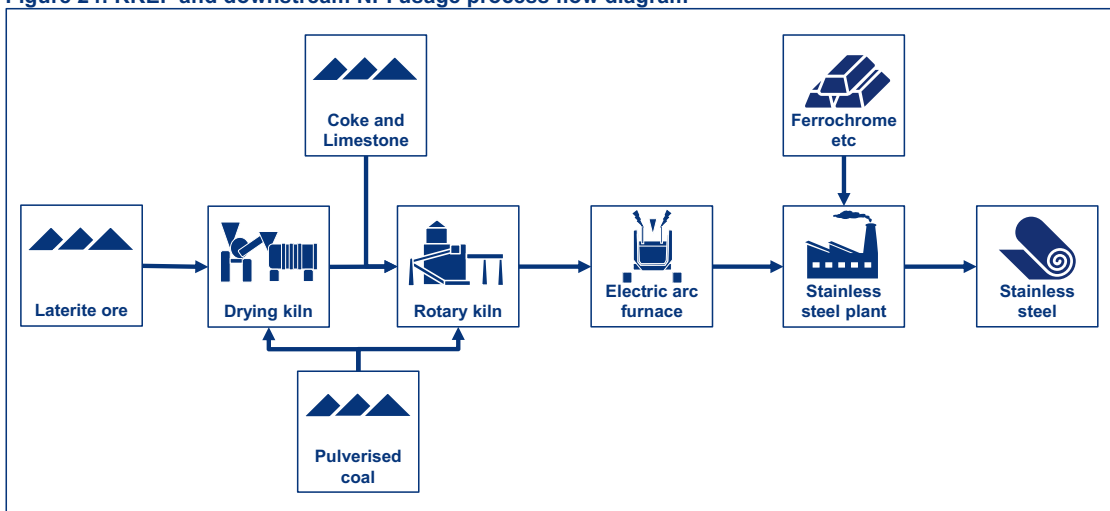 Coke and
Limestone
Ferrochrome
etc
Laterite ore
Drying kiln
Rotary kiln
Electric arc
furnace
Stainless
steel plant
Stainless
steel
Pulverised
coal